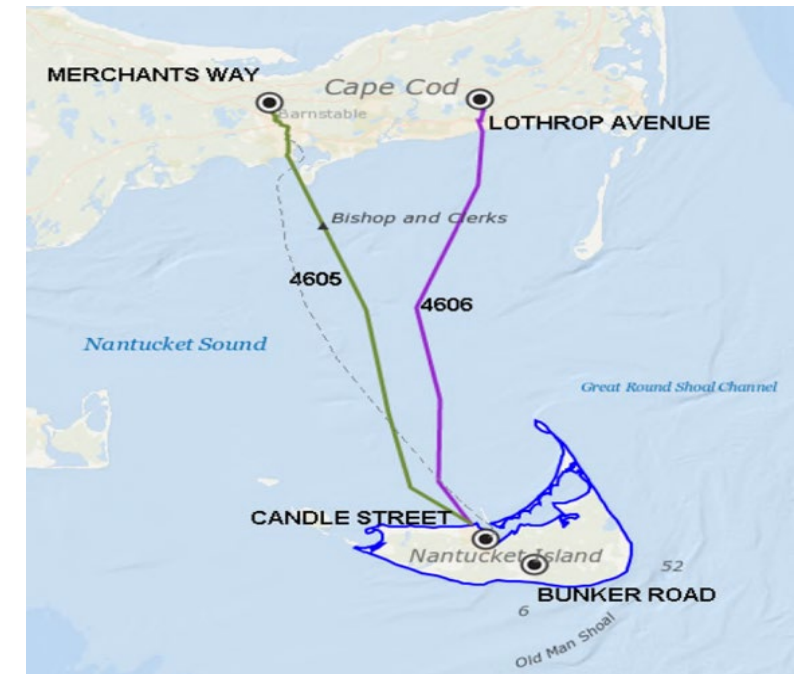 MERCHANTS WAY
Cape Cod
Barnstable
LOTHROP AVENUE
Bishop and Clerks
4605
4606
Nantucket Sound
Great Round Shoal Channel
CANDLE STREET
Nantucket Island
52
BUNKER ROAD
6
Old Man Shoal